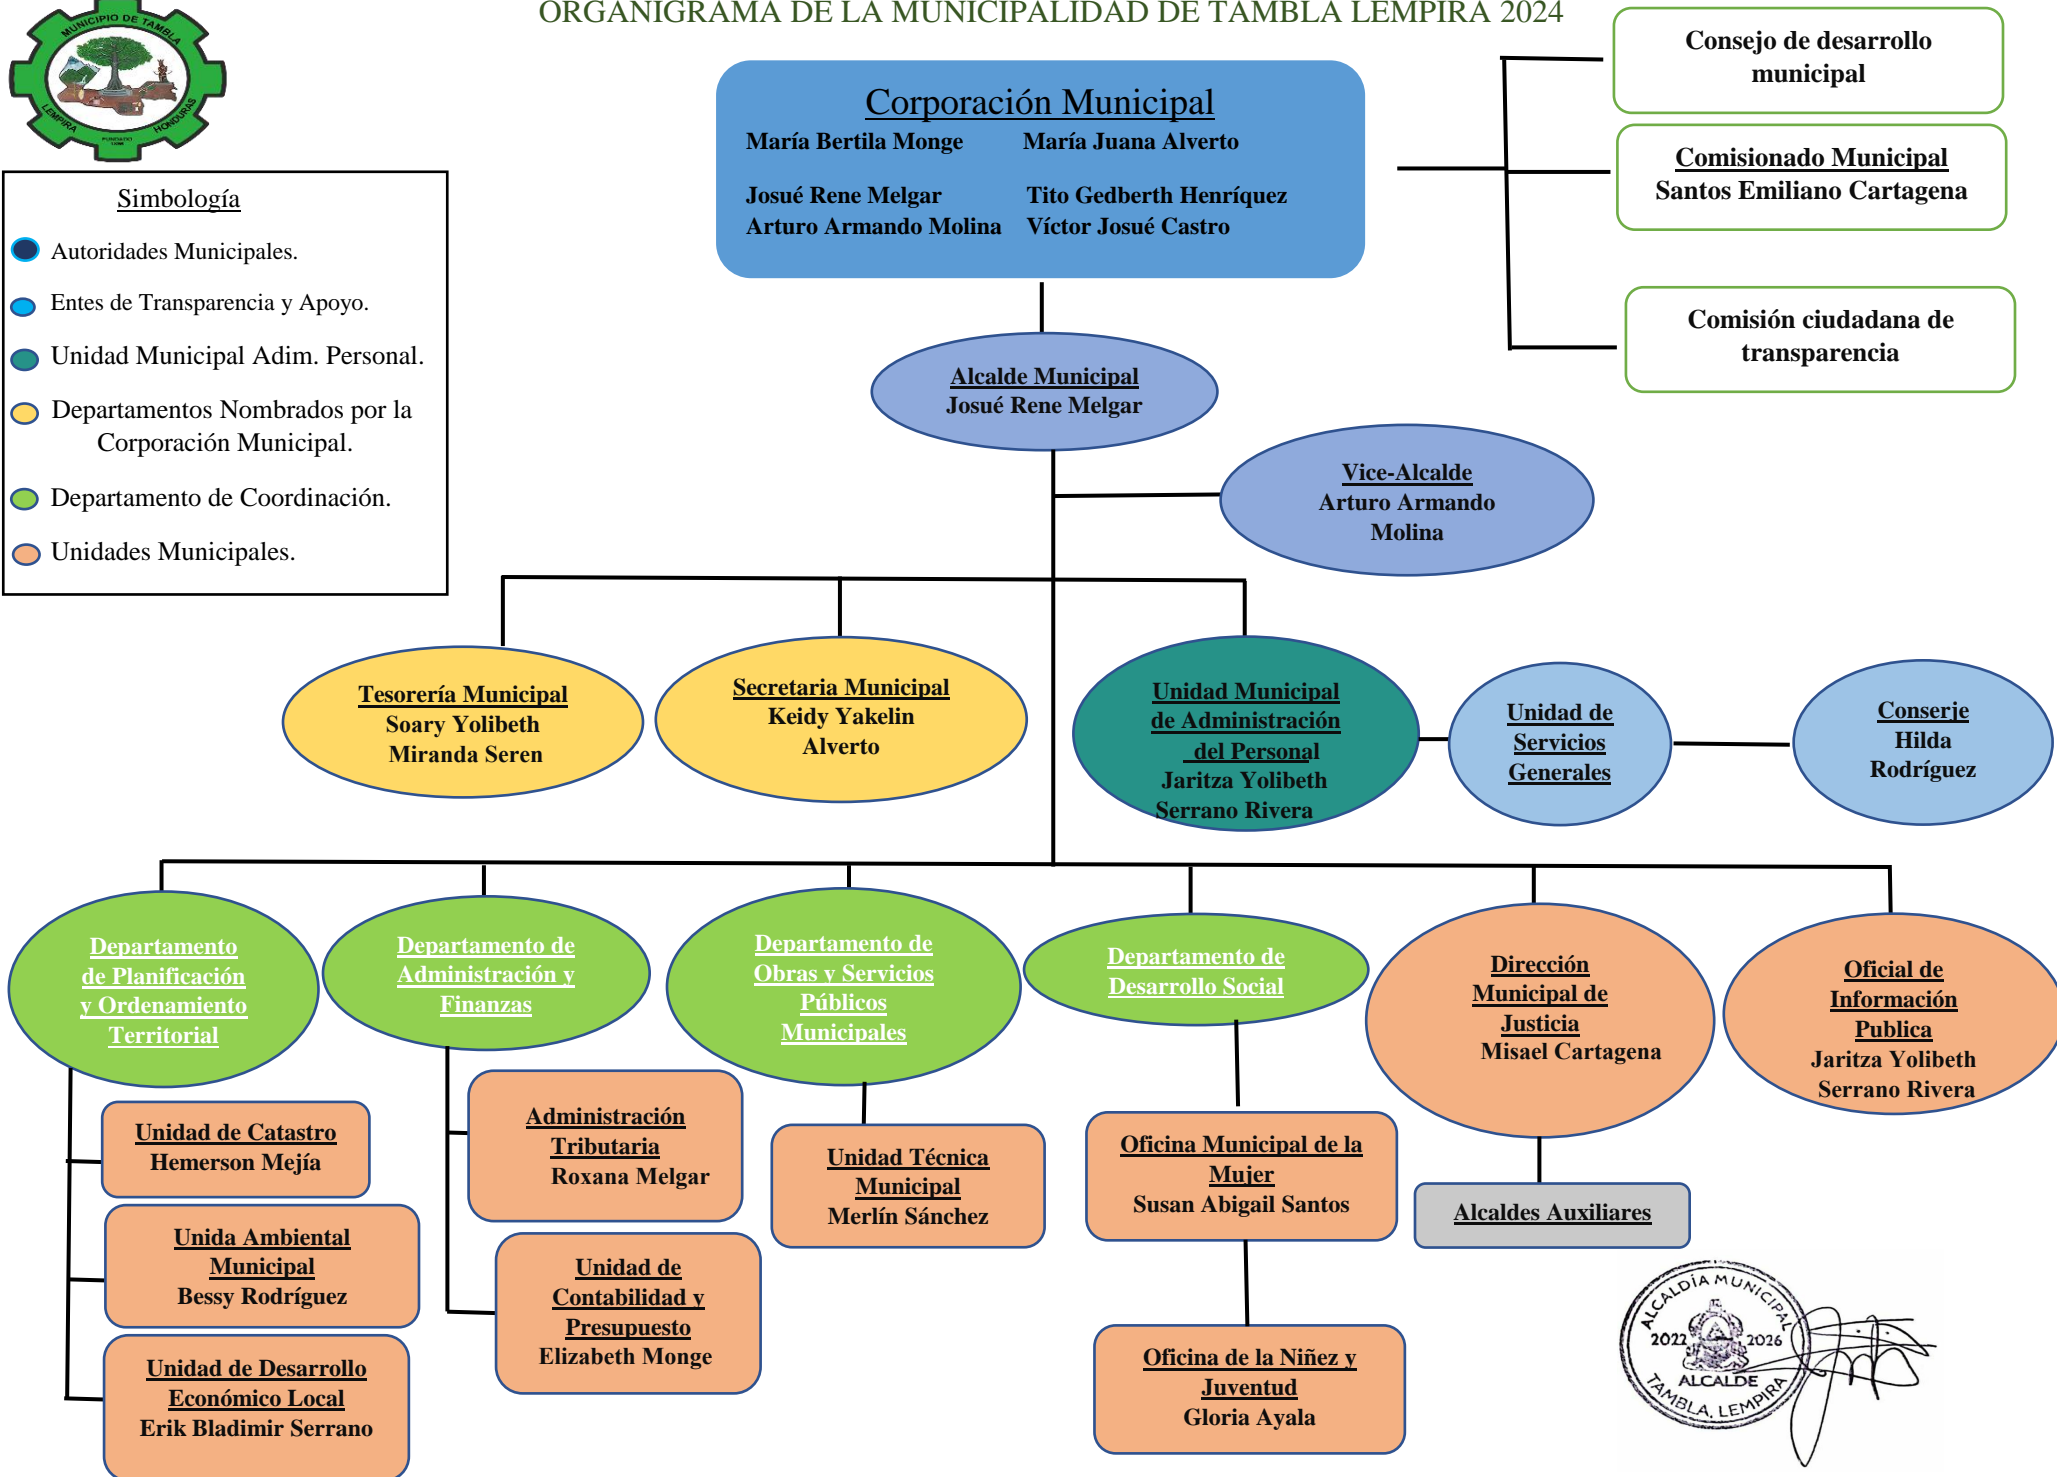 ORGANIGRAMA DE LA MUNICIPALIDAD DE TAMBLA LEMPIRA 2024
MUNICIPIO DE TAMBLA
LEMPIRA
HONDURAS
FUNDADO
Simbología
Autoridades Municipales.
Entes de Transparencia y Apoyo.
Unidad Municipal Adim. Personal.
Departamentos Nombrados por la
Corporación Municipal.
Departamento de Coordinación.
Unidades Municipales.
Corporación Municipal
María Bertila Monge María Juana Alverto
Josué Rene Melgar Tito Gedberth Henríquez
Arturo Armando Molina Víctor Josué Castro
Consejo de desarrollo
municipal
Comisionado Municipal
Santos Emiliano Cartagena
Comisión ciudadana de
transparencia
Alcalde Municipal
Josué Rene Melgar
Vice-Alcalde
Arturo Armando
Molina
Tesorería Municipal
Soary Yolibeth
Miranda Seren
Secretaria Municipal
Keidy Yakelin
Alverto
Unidad Municipal
de Administración
del Personal
Jaritza Yolibeth
Serrano Rivera
Unidad de
Servicios
Generales
Conserje
Hilda
Rodríguez
Departamento
de Planificación
y Ordenamiento
Territorial
Departamento de
Administración y
Finanzas
Departamento de
Obras y Servicios
Públicos
Municipales
Departamento de
Desarrollo Social
Dirección
Municipal de
Justicia
Misael Cartagena
Oficial de
Información
Publica
Jaritza Yolibeth
Serrano Rivera
Unidad de Catastro
Hemerson Mejía
Unida Ambiental
Municipal
Bessy Rodríguez
Unidad de Desarrollo
Económico Local
Erik Bladimir Serrano
Administración
Tributaria
Roxana Melgar
Unidad de
Contabilidad y
Presupuesto
Elizabeth Monge
Unidad Técnica
Municipal
Merlín Sánchez
Oficina Municipal de la
Mujer
Susan Abigail Santos
Oficina de la Niñez y
Juventud
Gloria Ayala
Alcaldes Auxiliares
ALCALDÍA MUNICIPAL
2022 2026
ALCALDE
TAMBLA, LEMPIRA